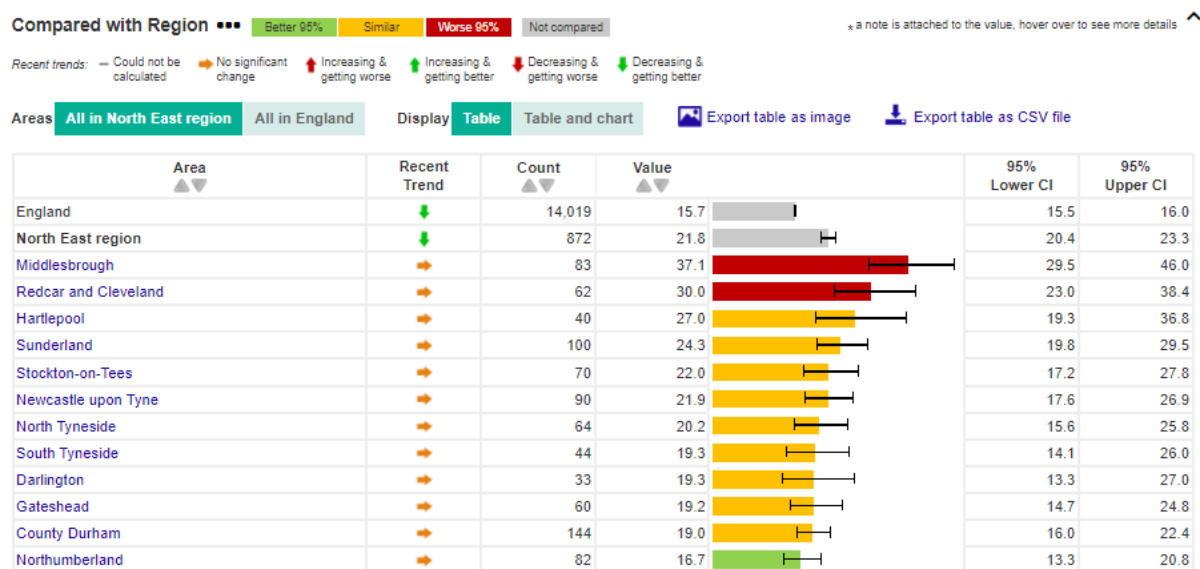 Compared with Region ••• Better 95% Similar Worse 95% Not compared * a note is attached to the value, hover over to see more details
Recent trends: – Could not be calculated No significant change Increasing & getting worse Increasing & getting better Decreasing & getting worse Decreasing & getting better
Areas All in North East region All in England Display Table Table and chart Export table as image Export table as CSV file
Area Recent Trend Count Value 95% Lower CI 95% Upper CI
England 14,019 15.7 15.5 16.0
North East region 872 21.8 20.4 23.3
Middlesbrough 83 37.1 29.5 46.0
Redcar and Cleveland 62 30.0 23.0 38.4
Hartlepool 40 27.0 19.3 36.8
Sunderland 100 24.3 19.8 29.5
Stockton-on-Tees 70 22.0 17.2 27.8
Newcastle upon Tyne 90 21.9 17.6 26.9
North Tyneside 64 20.2 15.6 25.8
South Tyneside 44 19.3 14.1 26.0
Darlington 33 19.3 13.3 27.0
Gateshead 60 19.2 14.7 24.8
County Durham 144 19.0 16.0 22.4
Northumberland 82 16.7 13.3 20.8